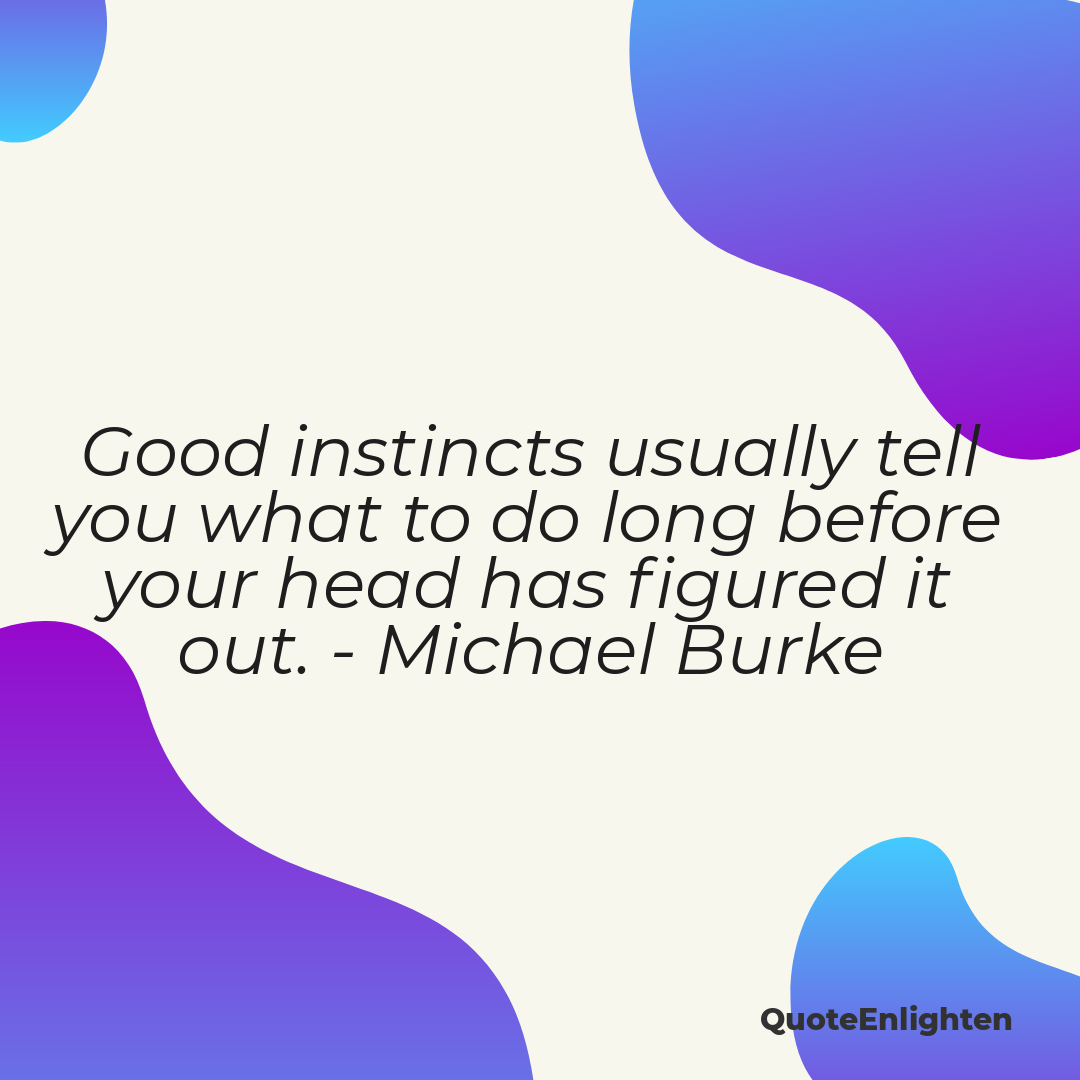 Good instincts usually tell
you what to do long before
your head has figured it
out. - Michael Burke
QuoteEnlighten